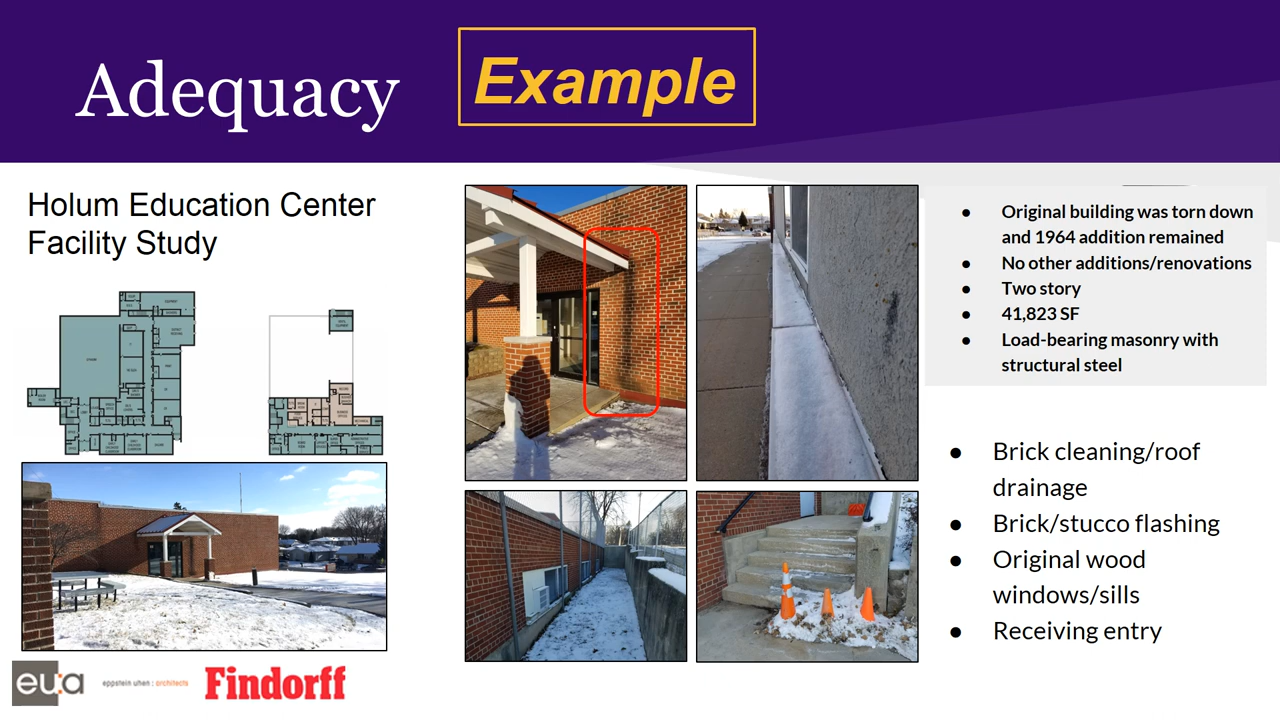 Adequacy
Example
Holum Education Center
Facility Study
● Original building was torn down
and 1964 addition remained
● No other additions/renovations
● Two story
● 41,823 SF
● Load-bearing masonry with
structural steel
● Brick cleaning/roof
drainage
● Brick/stucco flashing
● Original wood
windows/sills
● Receiving entry
eu:a
eppstein uhen : architects
Findorff